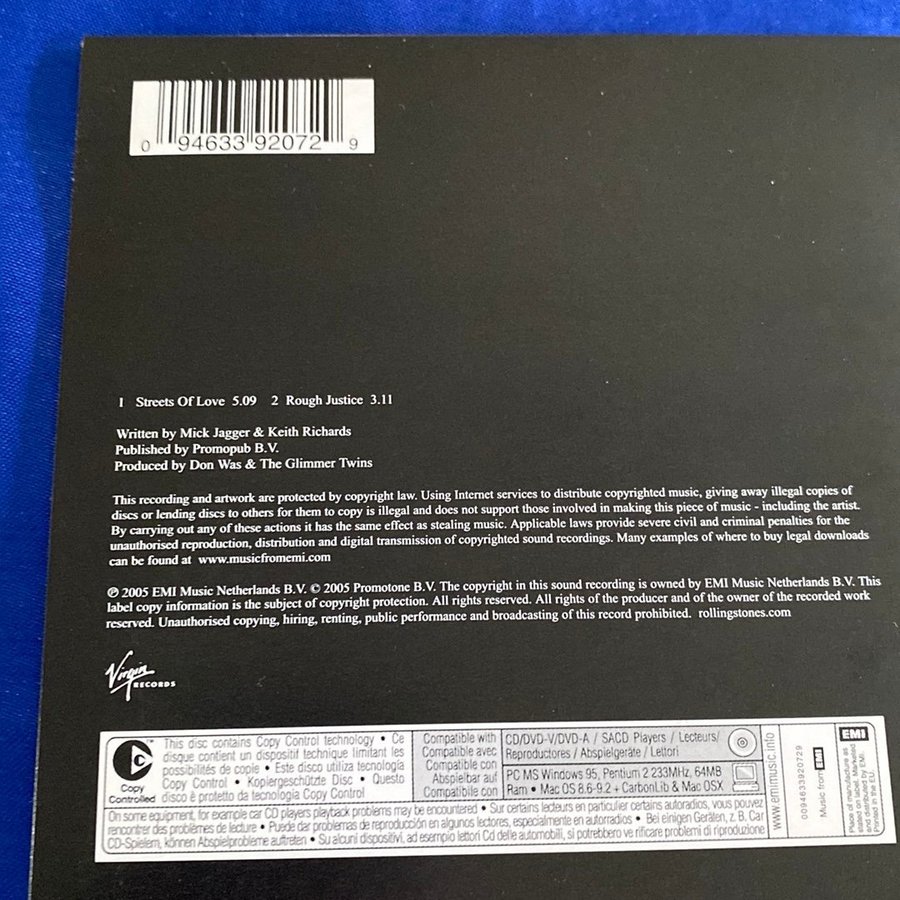 0 94633 92072 9
1 Streets Of Love 5.09 2 Rough Justice 3.11
Written by Mick Jagger & Keith Richards
Published by Promopub B.V.
Produced by Don Was & The Glimmer Twins
This recording and artwork are protected by copyright law. Using Internet services to distribute copyrighted music, giving away illegal copies of
discs or lending discs to others for them to copy is illegal and does not support those involved in making this piece of music - including the artist.
By carrying out any of these actions it has the same effect as stealing music. Applicable laws provide severe civil and criminal penalties for the
unauthorised reproduction, distribution and digital transmission of copyrighted sound recordings. Many examples of where to buy legal downloads
can be found at www.musicfromemi.com
℗ 2005 EMI Music Netherlands B.V. © 2005 Promotone B.V. The copyright in this sound recording is owned by EMI Music Netherlands B.V. This
label copy information is the subject of copyright protection. All rights reserved. All rights of the producer and of the owner of the recorded work
reserved. Unauthorised copying, hiring, renting, public performance and broadcasting of this record prohibited. rollingstones.com
Virgin
RECORDS
Copy
Controlled
™
This disc contains Copy Control technology • Ce
disque contient un dispositif technique limitant les
possibilités de copie • Este disco utiliza tecnología
Copy Control • Kopiergeschützte Disc • Questo
disco è protetto da tecnologia Copy Control
Compatible with
Compatible avec
Compatible con
Abspielbar auf
Compatibile con
CD/DVD-V/DVD-A / SACD Players / Lecteurs/
Reproductores / Abspielgeräte / Lettori
PC MS Windows 95, Pentium 2 233MHz, 64MB
Ram • Mac OS 8.6-9.2 + CarbonLib & Mac OSX
On some equipment, for example car CD players playback problems may be encountered • Sur certains lecteurs en particulier certains autoradios, vous pouvez
rencontrer des problèmes de lecture • Puede dar problemas de reproducción en algunos lectores, especialmente en autorradios • Bei einigen Geräten, z. B. Car
CD-Spielern, können Abspielprobleme auftreten • Su alcuni dispositivi, ad esempio lettori Cd delle automobili, si potrebbero verificare problemi di riproduzione
www.emimusic.info
0094633920729
Music from EMI
EMI
Place of manufacture as
stated on label. Marketed
and distributed by EMI.
Printed in the EU.